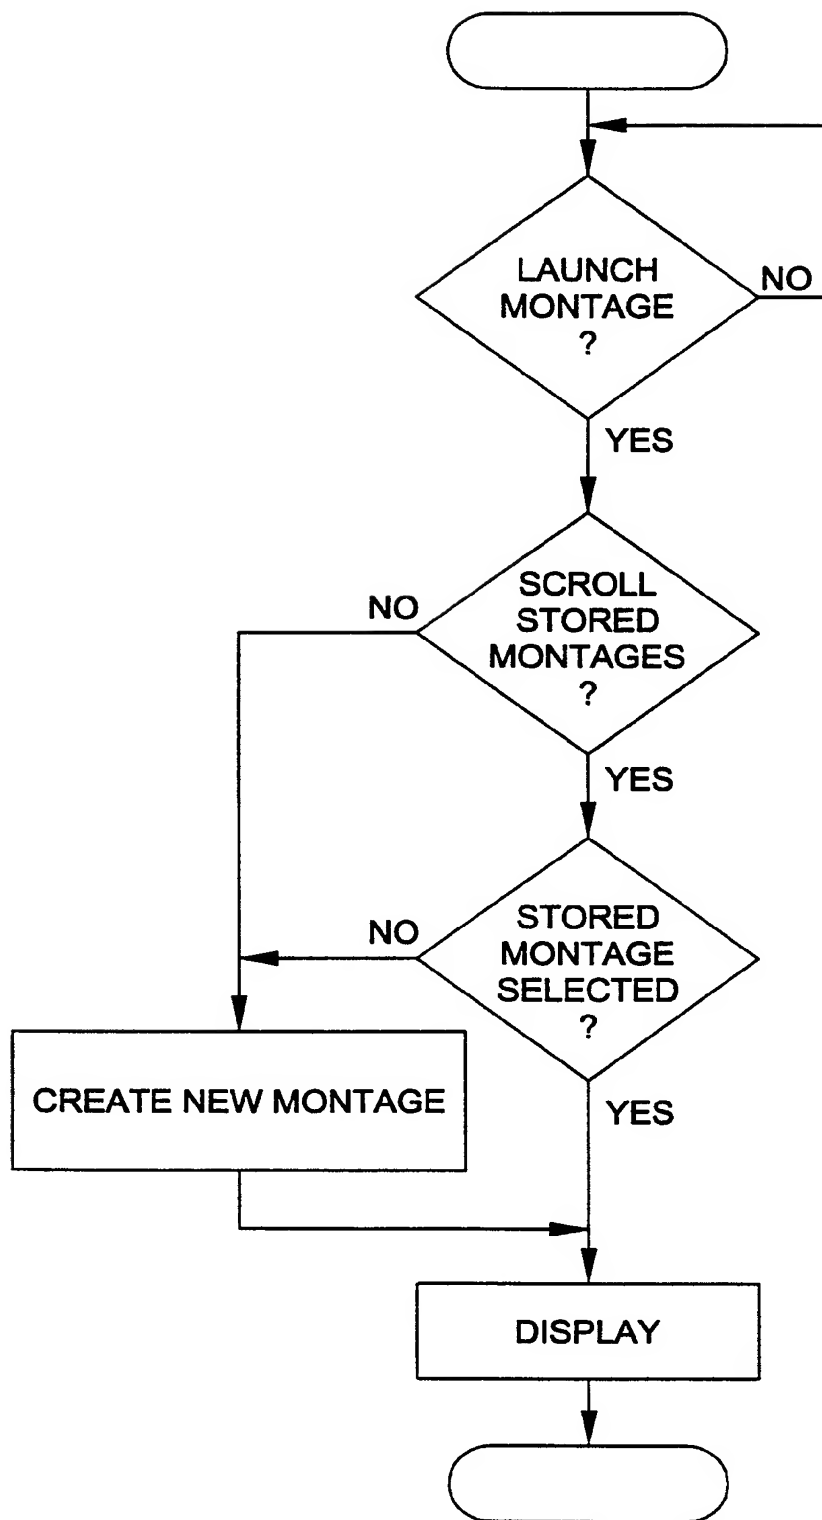 LAUNCH
MONTAGE
?
NO
YES
SCROLL
STORED
MONTAGES
?
NO
YES
STORED
MONTAGE
SELECTED
?
NO
CREATE NEW MONTAGE
YES
DISPLAY